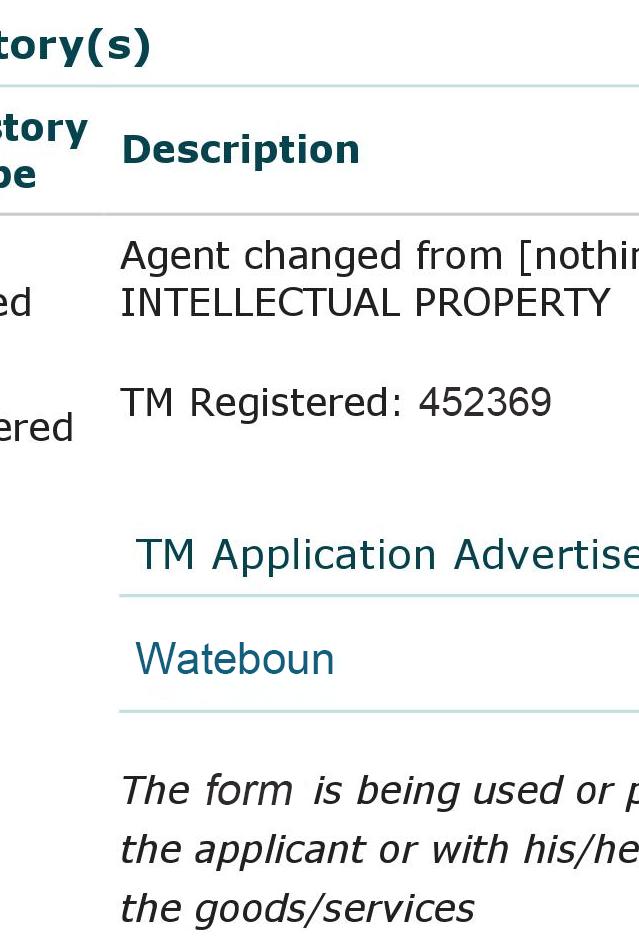 tory(s)
story
pe
Description
Agent changed from [nothin
ed
INTELLECTUAL PROPERTY
TM Registered: 452369
ered
TM Application Advertise
Wateboun
The form is being used or p
the applicant or with his/he
the goods/services